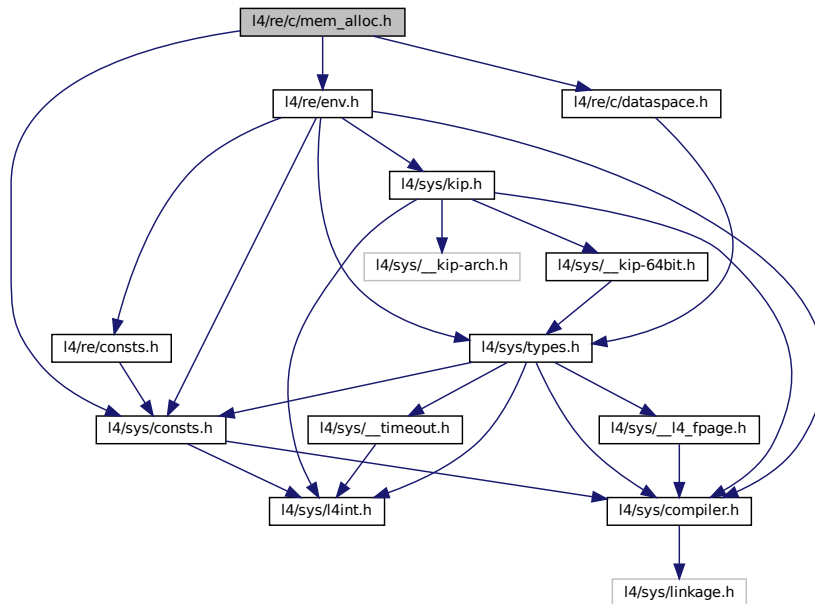 l4/re/c/mem_alloc.h
l4/re/env.h
l4/re/c/dataspace.h
l4/sys/kip.h
l4/sys/__kip-arch.h
l4/sys/__kip-64bit.h
l4/re/consts.h
l4/sys/types.h
l4/sys/consts.h
l4/sys/__timeout.h
l4/sys/__l4_fpage.h
l4/sys/l4int.h
l4/sys/compiler.h
l4/sys/linkage.h